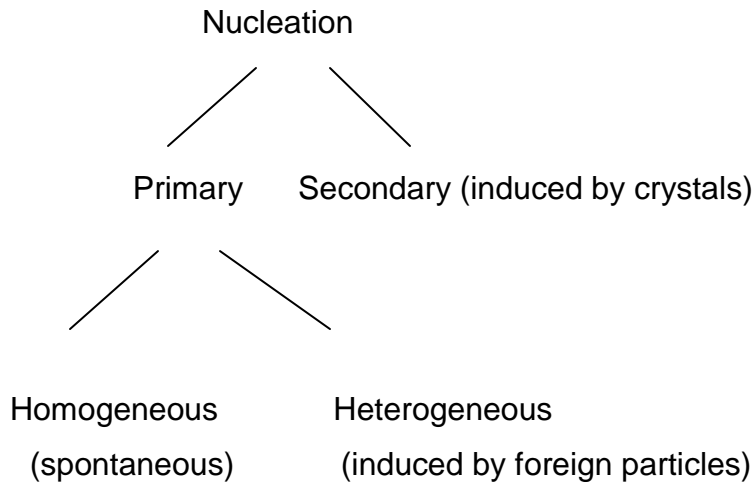 Nucleation
Primary
Secondary (induced by crystals)
Homogeneous
(spontaneous)
Heterogeneous
(induced by foreign particles)